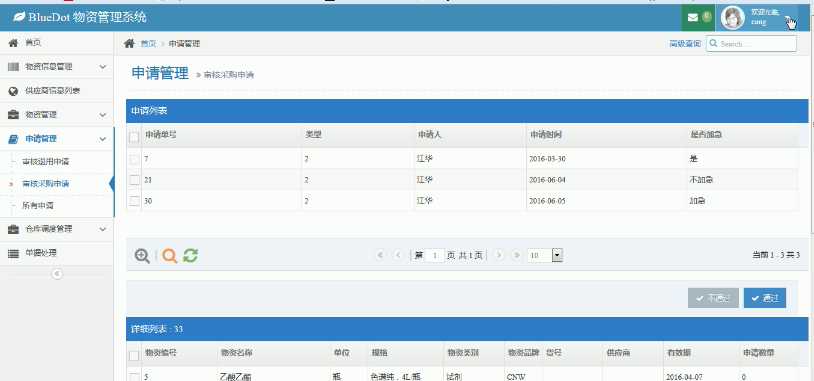 BlueDot 物资管理系统
0
欢迎光临,
cang
首页
首页 › 申请管理
高级查询
Search ...
物资信息管理
供应商信息列表
物资管理
申请管理
审核退用申请
审核采购申请
所有申请
仓库调度管理
单据处理
申请管理 » 审核采购申请
申请列表
申请单号 类型 申请人 申请时间 是否加急
7 2 江华 2016-03-30 是
21 2 江华 2016-06-04 不加急
30 2 江华 2016-06-05 加急
第 1 页 共 1 页 10 当前 1 - 3 共 3
不通过 通过
详细列表 : 33
物资编号 物资名称 单位 规格 物资类别 物资品牌 货号 供应商 有效期 申请数量
5 乙酸乙酯 瓶 色谱纯，4L/瓶 试剂 CNW 2016-04-07 0